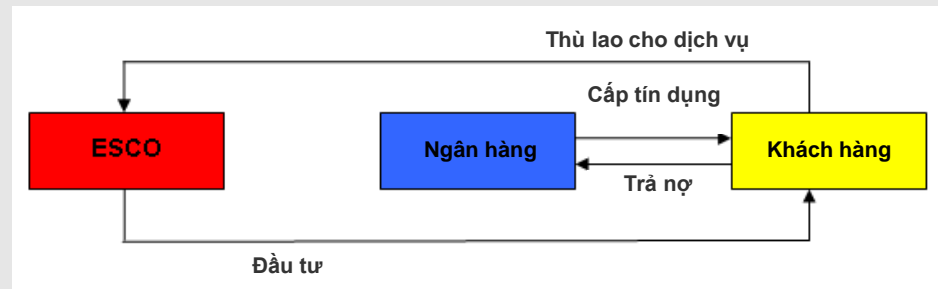 Thù lao cho dịch vụ
Cấp tín dụng
ESCO
Ngân hàng
Khách hàng
Trả nợ
Đầu tư